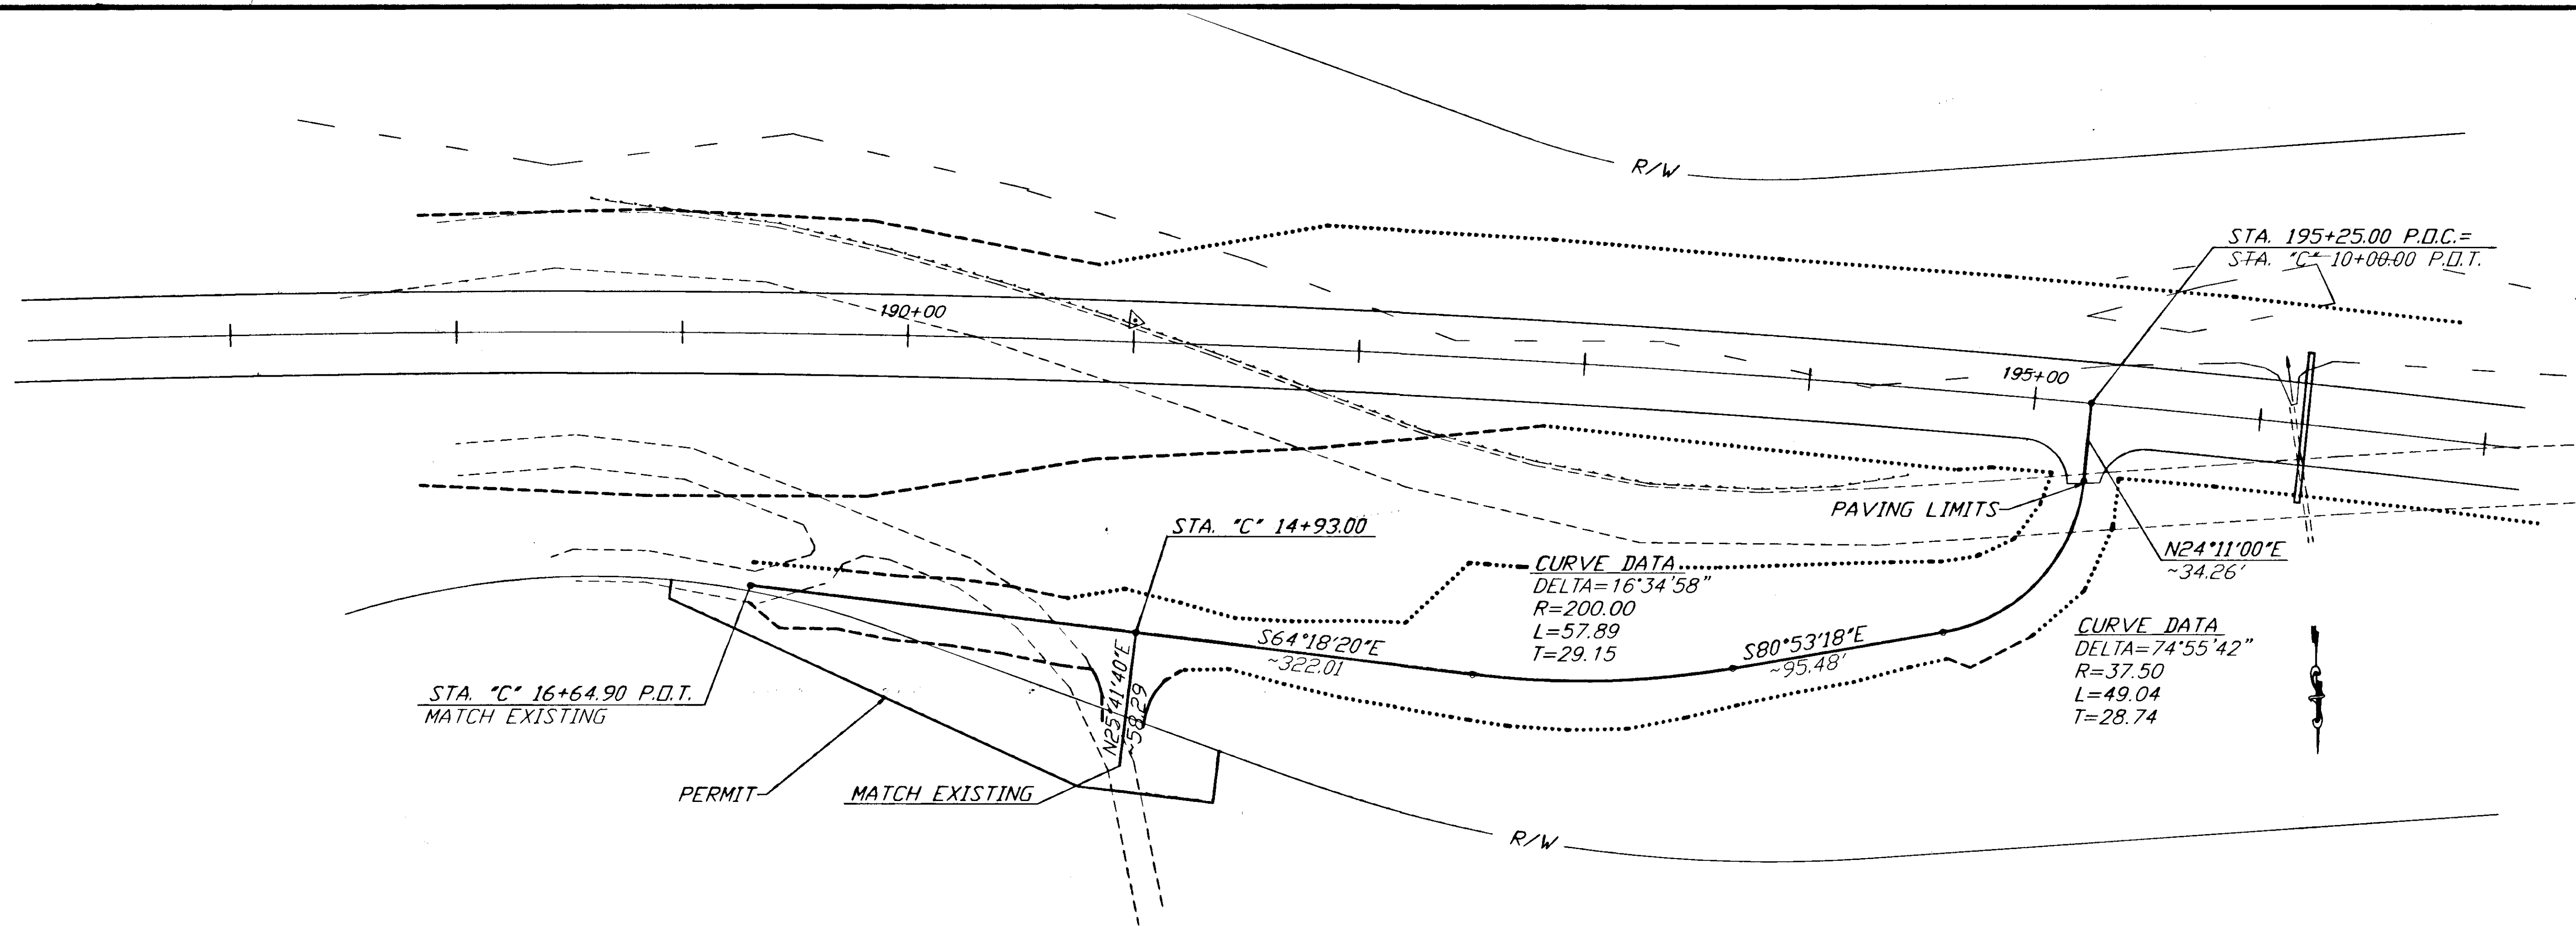 R/W
STA. 195+25.00 P.O.C.=
STA. "C" 10+00.00 P.O.T.
190+00
195+00
PAVING LIMITS
STA. "C" 14+93.00
N24°11'00"E
~34.26'
CURVE DATA
DELTA=16°34'58"
R=200.00
L=57.89
T=29.15
CURVE DATA
DELTA=74°55'42"
R=37.50
L=49.04
T=28.74
S64°18'20"E
~322.01
S80°53'18"E
~95.48'
N25°41'40"E
~58.29
STA. "C" 16+64.90 P.O.T.
MATCH EXISTING
PERMIT
MATCH EXISTING
R/W